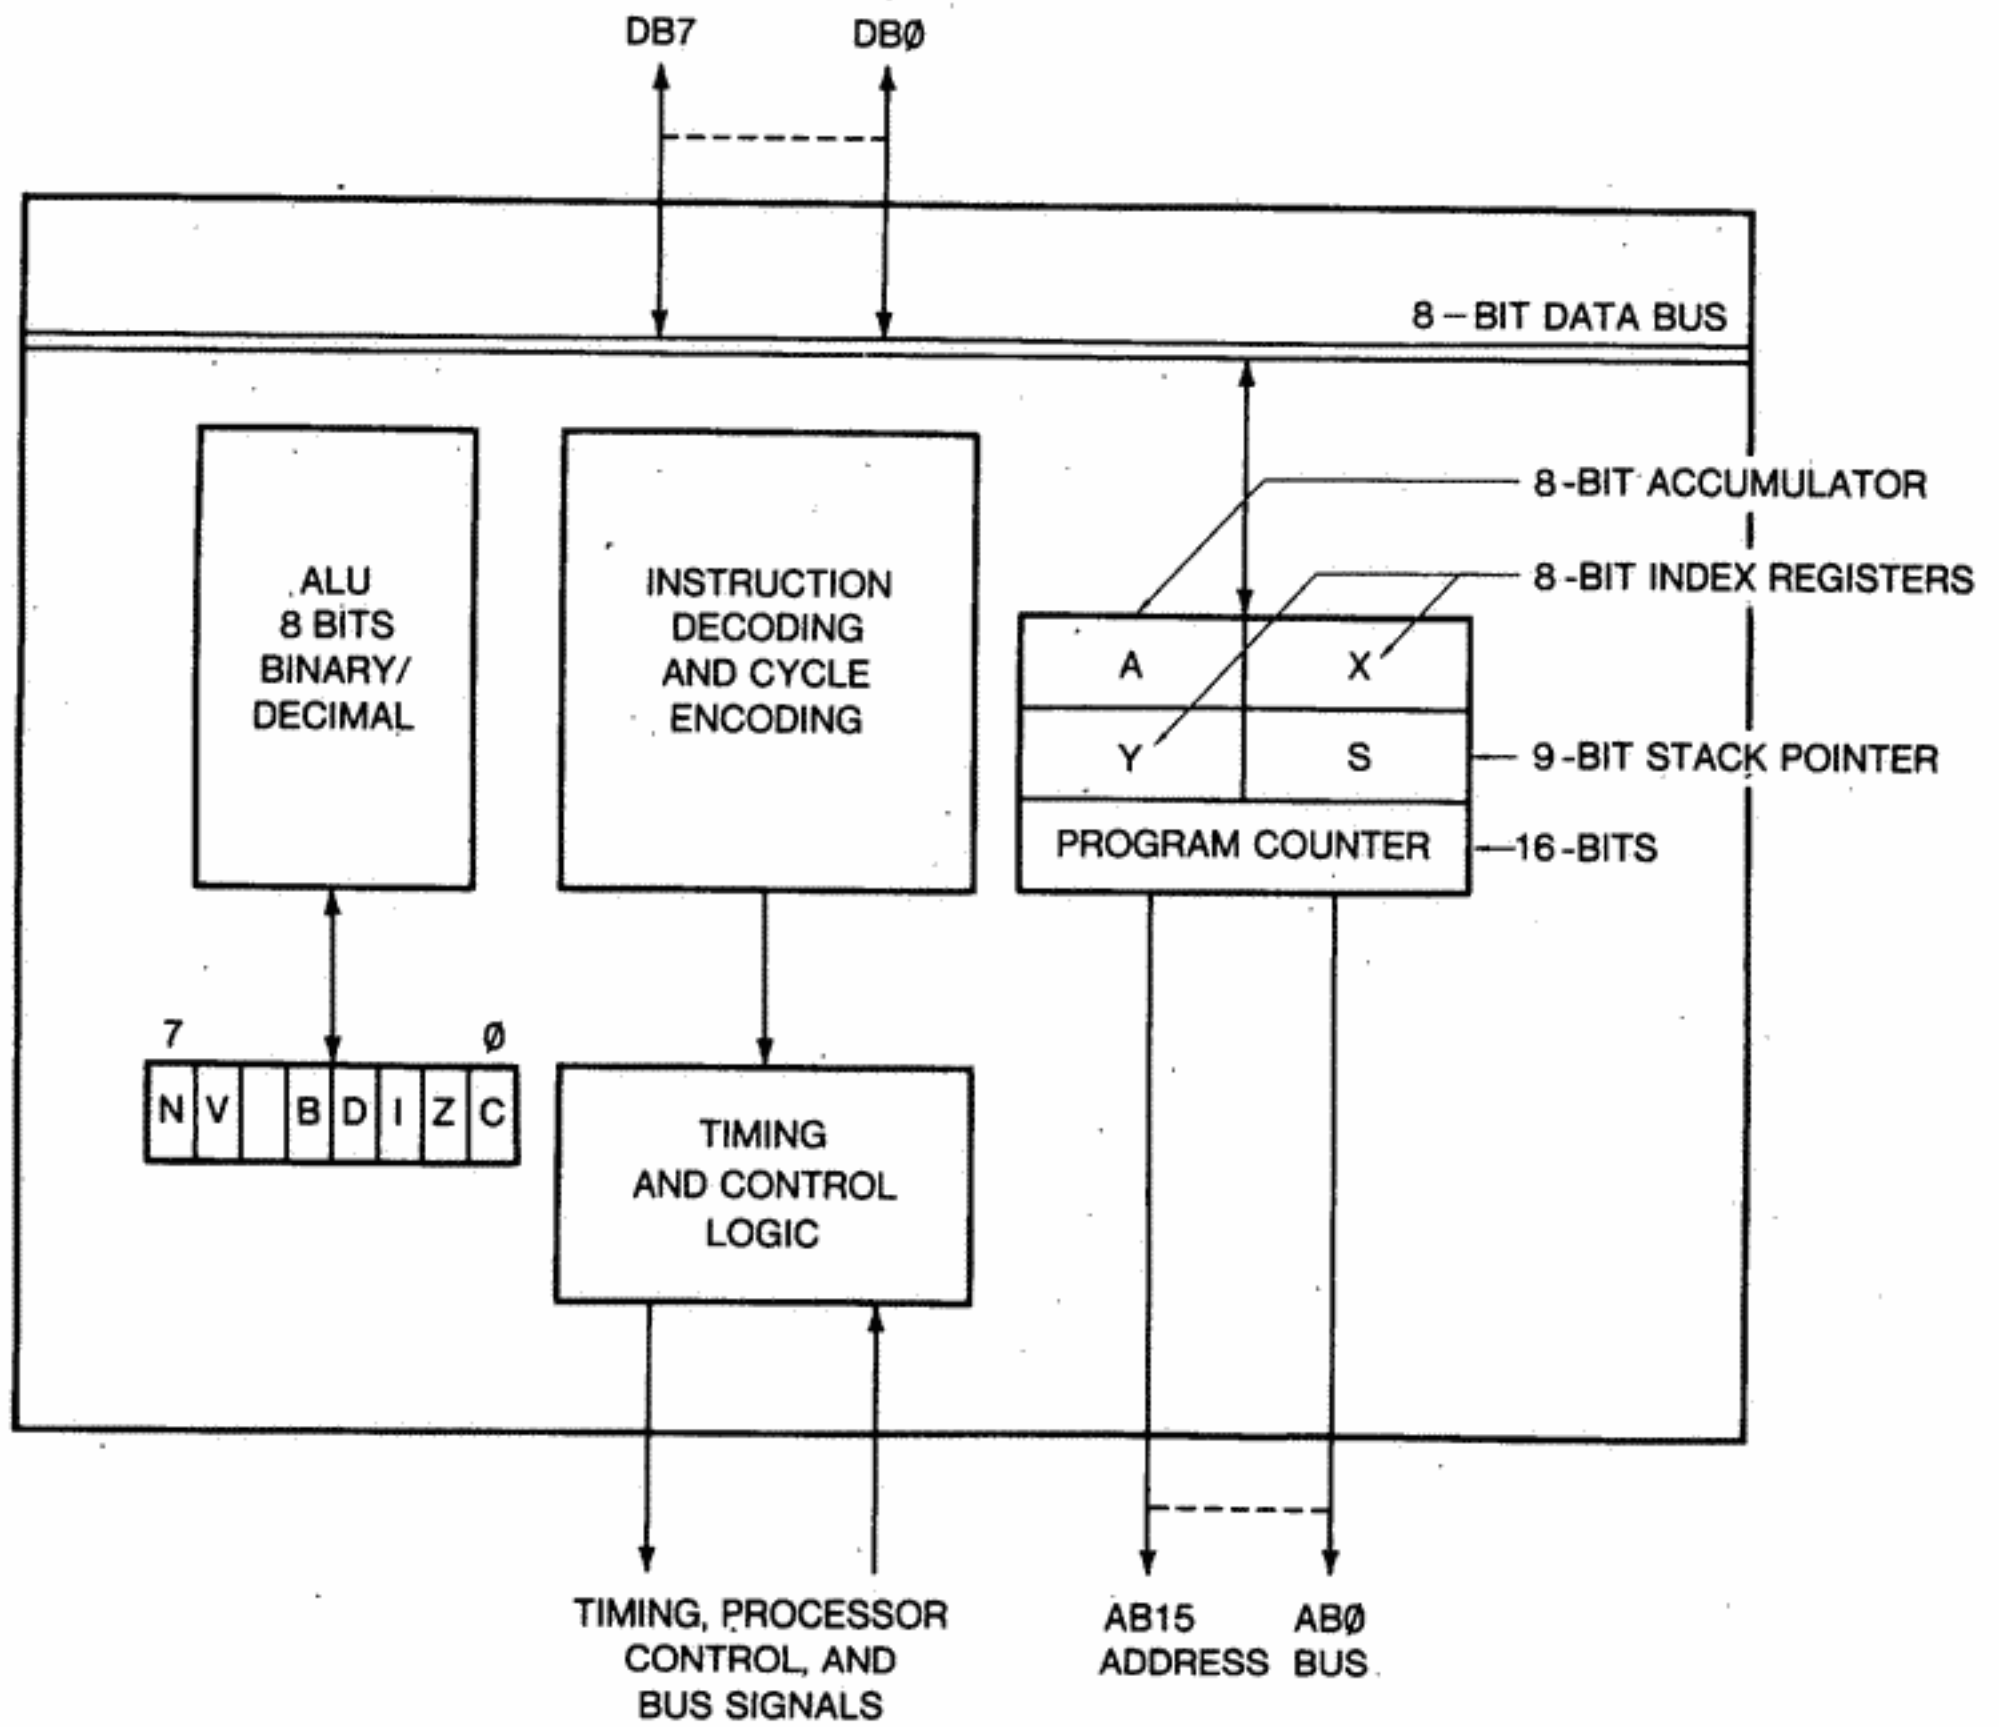 DB7 DBØ
8-BIT DATA BUS
8-BIT ACCUMULATOR
8-BIT INDEX REGISTERS
ALU
8 BITS
BINARY/
DECIMAL
INSTRUCTION
DECODING
AND CYCLE
ENCODING
A X
Y S
9-BIT STACK POINTER
PROGRAM COUNTER
16-BITS
7 Ø
N V B D I Z C
TIMING
AND CONTROL
LOGIC
TIMING, PROCESSOR
CONTROL, AND
BUS SIGNALS
AB15 ABØ
ADDRESS BUS